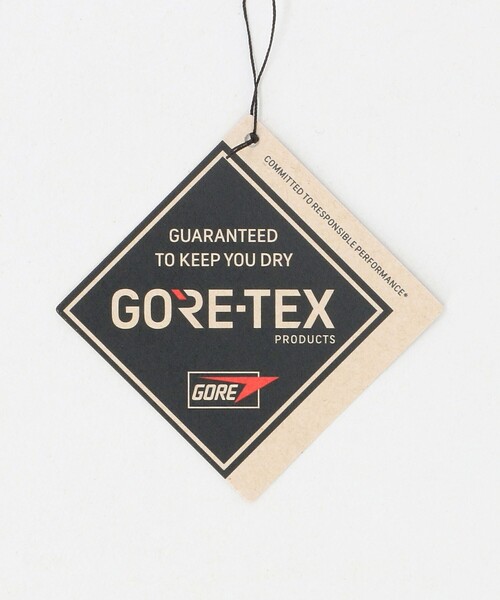 COMMITTED TO RESPONSIBLE PERFORMANCE*
GUARANTEED
TO KEEP YOU DRY
GORE-TEX
PRODUCTS
GORE